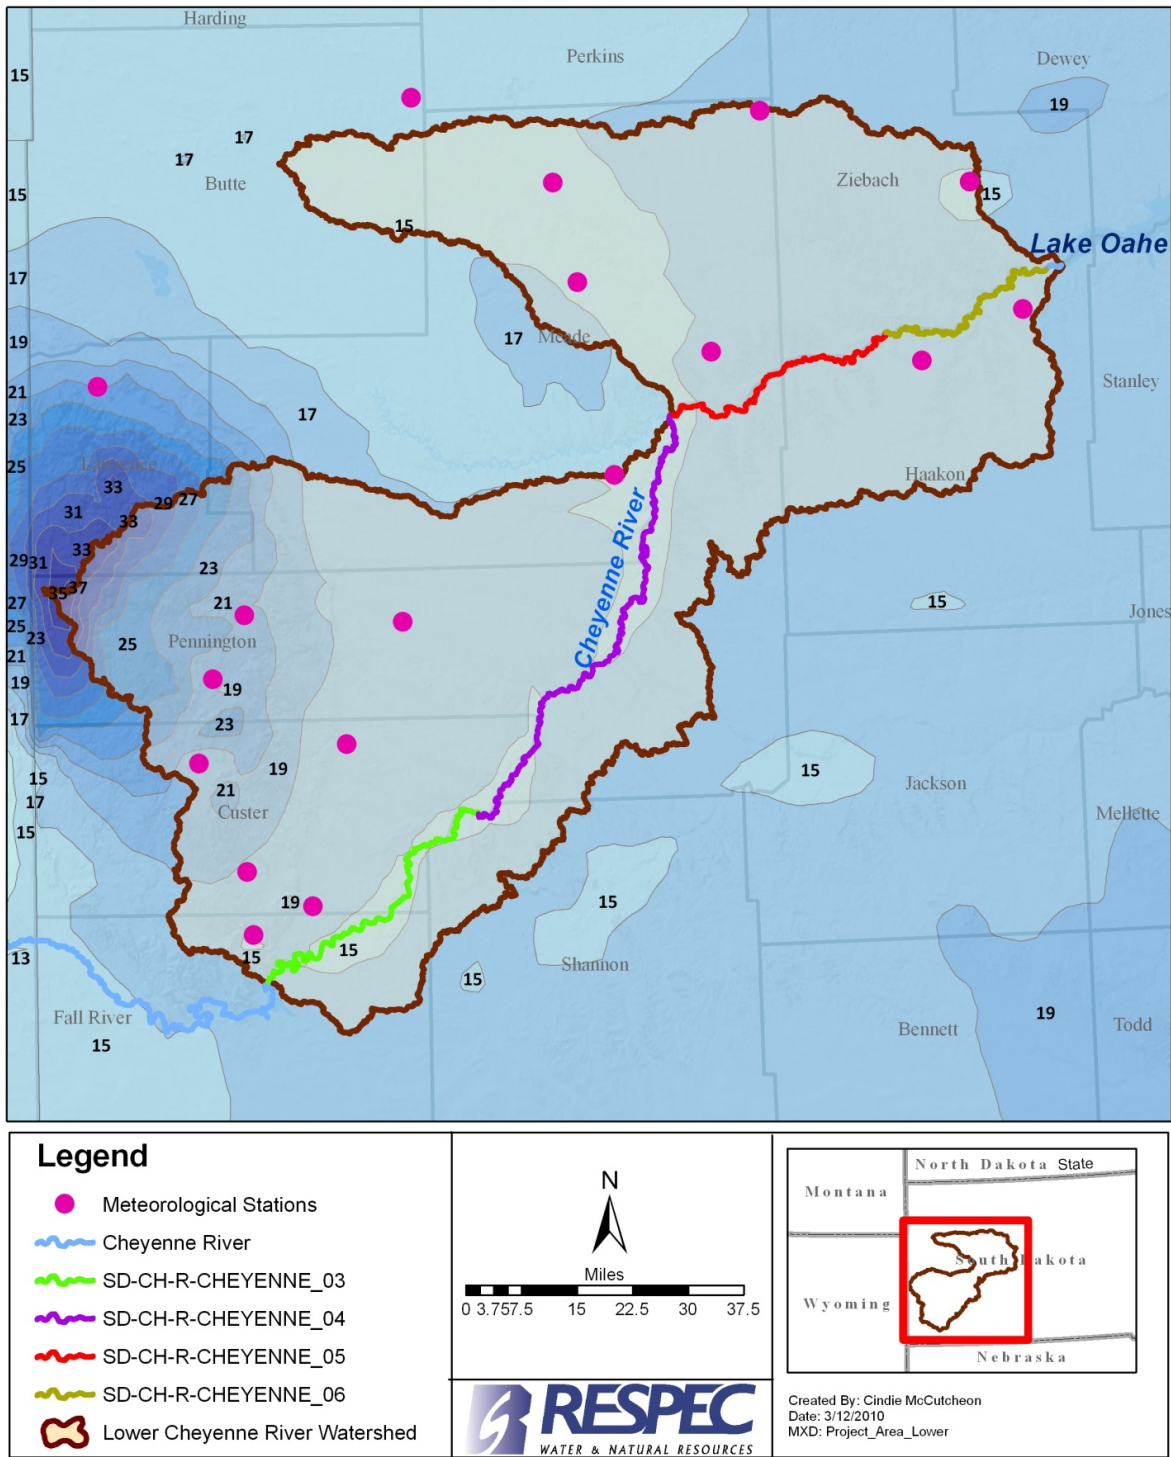 Harding
Perkins
Dewey
15
19
17
17
Butte
Ziebach
15
15
15
Lake Oahe
17
17
Meade
19
Stanley
21
17
23
25
Lawrence
Haakon
33
27
29
31
33
33
29
31
23
Cheyenne River
37
35
27
21
15
Jones
25
23
Pennington
25
21
19
19
17
23
15
19
15
21
Jackson
17
Custer
Mellette
15
19
15
15
15
13
15
Shannon
15
Fall River
19
Bennett
Todd
15
Legend
Meteorological Stations
Cheyenne River
SD-CH-R-CHEYENNE_03
SD-CH-R-CHEYENNE_04
SD-CH-R-CHEYENNE_05
SD-CH-R-CHEYENNE_06
Lower Cheyenne River Watershed
N
Miles
0 3.757.5 15 22.5 30 37.5
RESPEC
WATER & NATURAL RESOURCES
North Dakota State
Montana
South Dakota
Wyoming
Nebraska
Created By: Cindie McCutcheon
Date: 3/12/2010
MXD: Project_Area_Lower